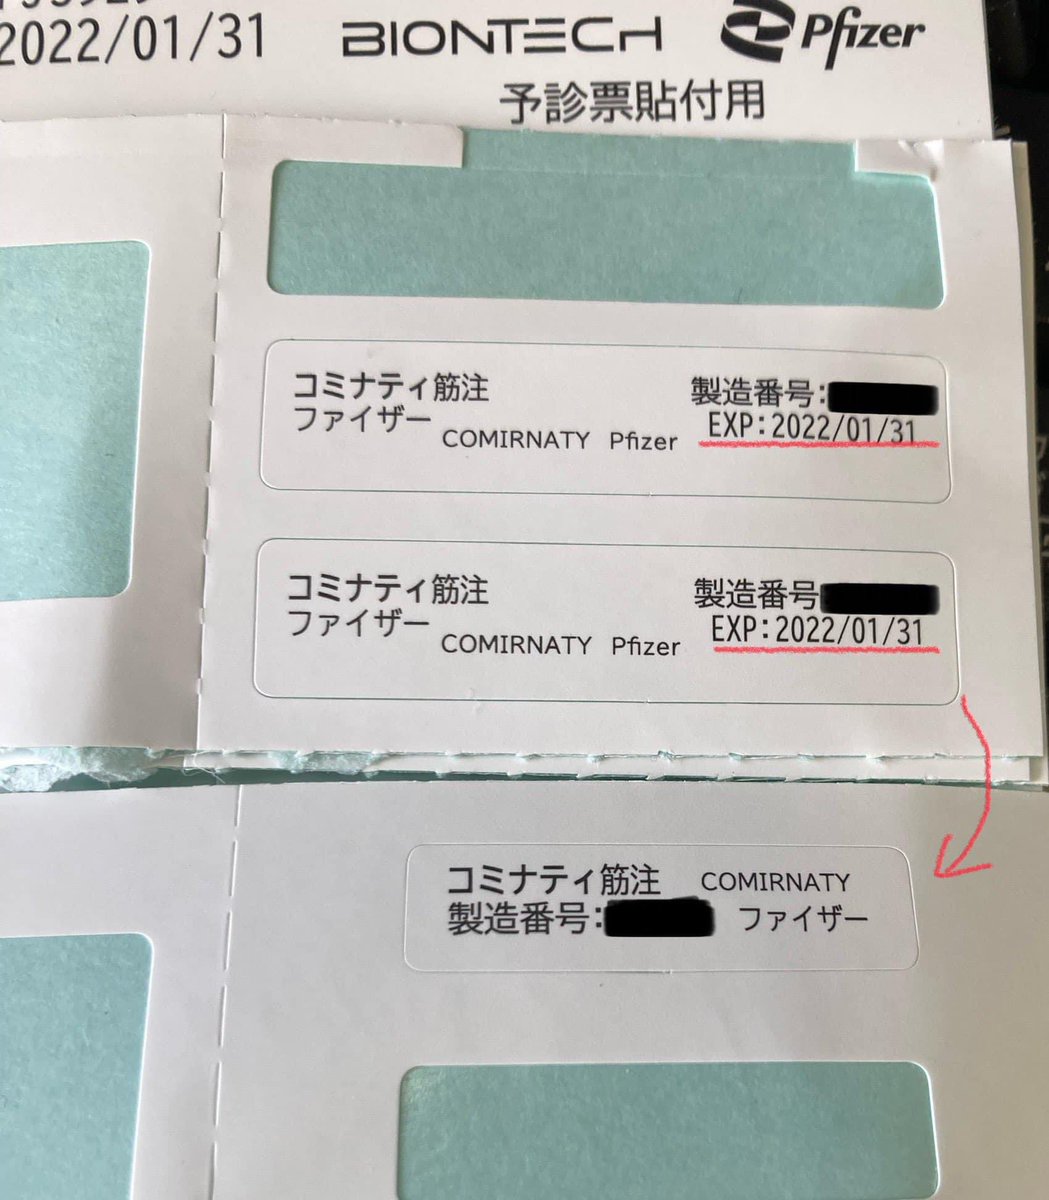 2022/01/31
BIONTECH Pfizer
予診票貼付用
コミナティ筋注
ファイザー
COMIRNATY Pfizer
製造番号:
EXP:2022/01/31
コミナティ筋注
ファイザー
COMIRNATY Pfizer
製造番号
EXP:2022/01/31
コミナティ筋注 COMIRNATY
製造番号: ファイザー